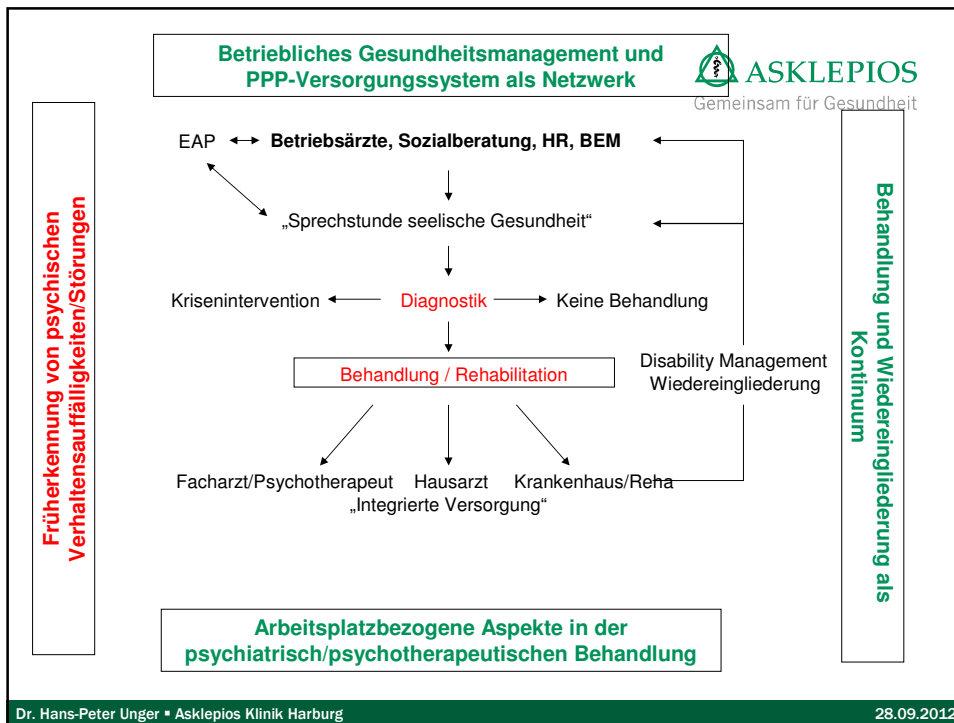 Betriebliches Gesundheitsmanagement und
PPP-Versorgungssystem als Netzwerk
ASKLEPIOS
Gemeinsam für Gesundheit
Früherkennung von psychischen
Verhaltensauffälligkeiten/Störungen
EAP
Betriebsärzte, Sozialberatung, HR, BEM
„Sprechstunde seelische Gesundheit“
Krisenintervention
Diagnostik
Keine Behandlung
Behandlung / Rehabilitation
Disability Management
Wiedereingliederung
Facharzt/Psychotherapeut
Hausarzt
Krankenhaus/Reha
„Integrierte Versorgung“
Behandlung und Wiedereingliederung als
Kontinuum
Arbeitsplatzbezogene Aspekte in der
psychiatrisch/psychotherapeutischen Behandlung
Dr. Hans-Peter Unger ▪ Asklepios Klinik Harburg
28.09.2012